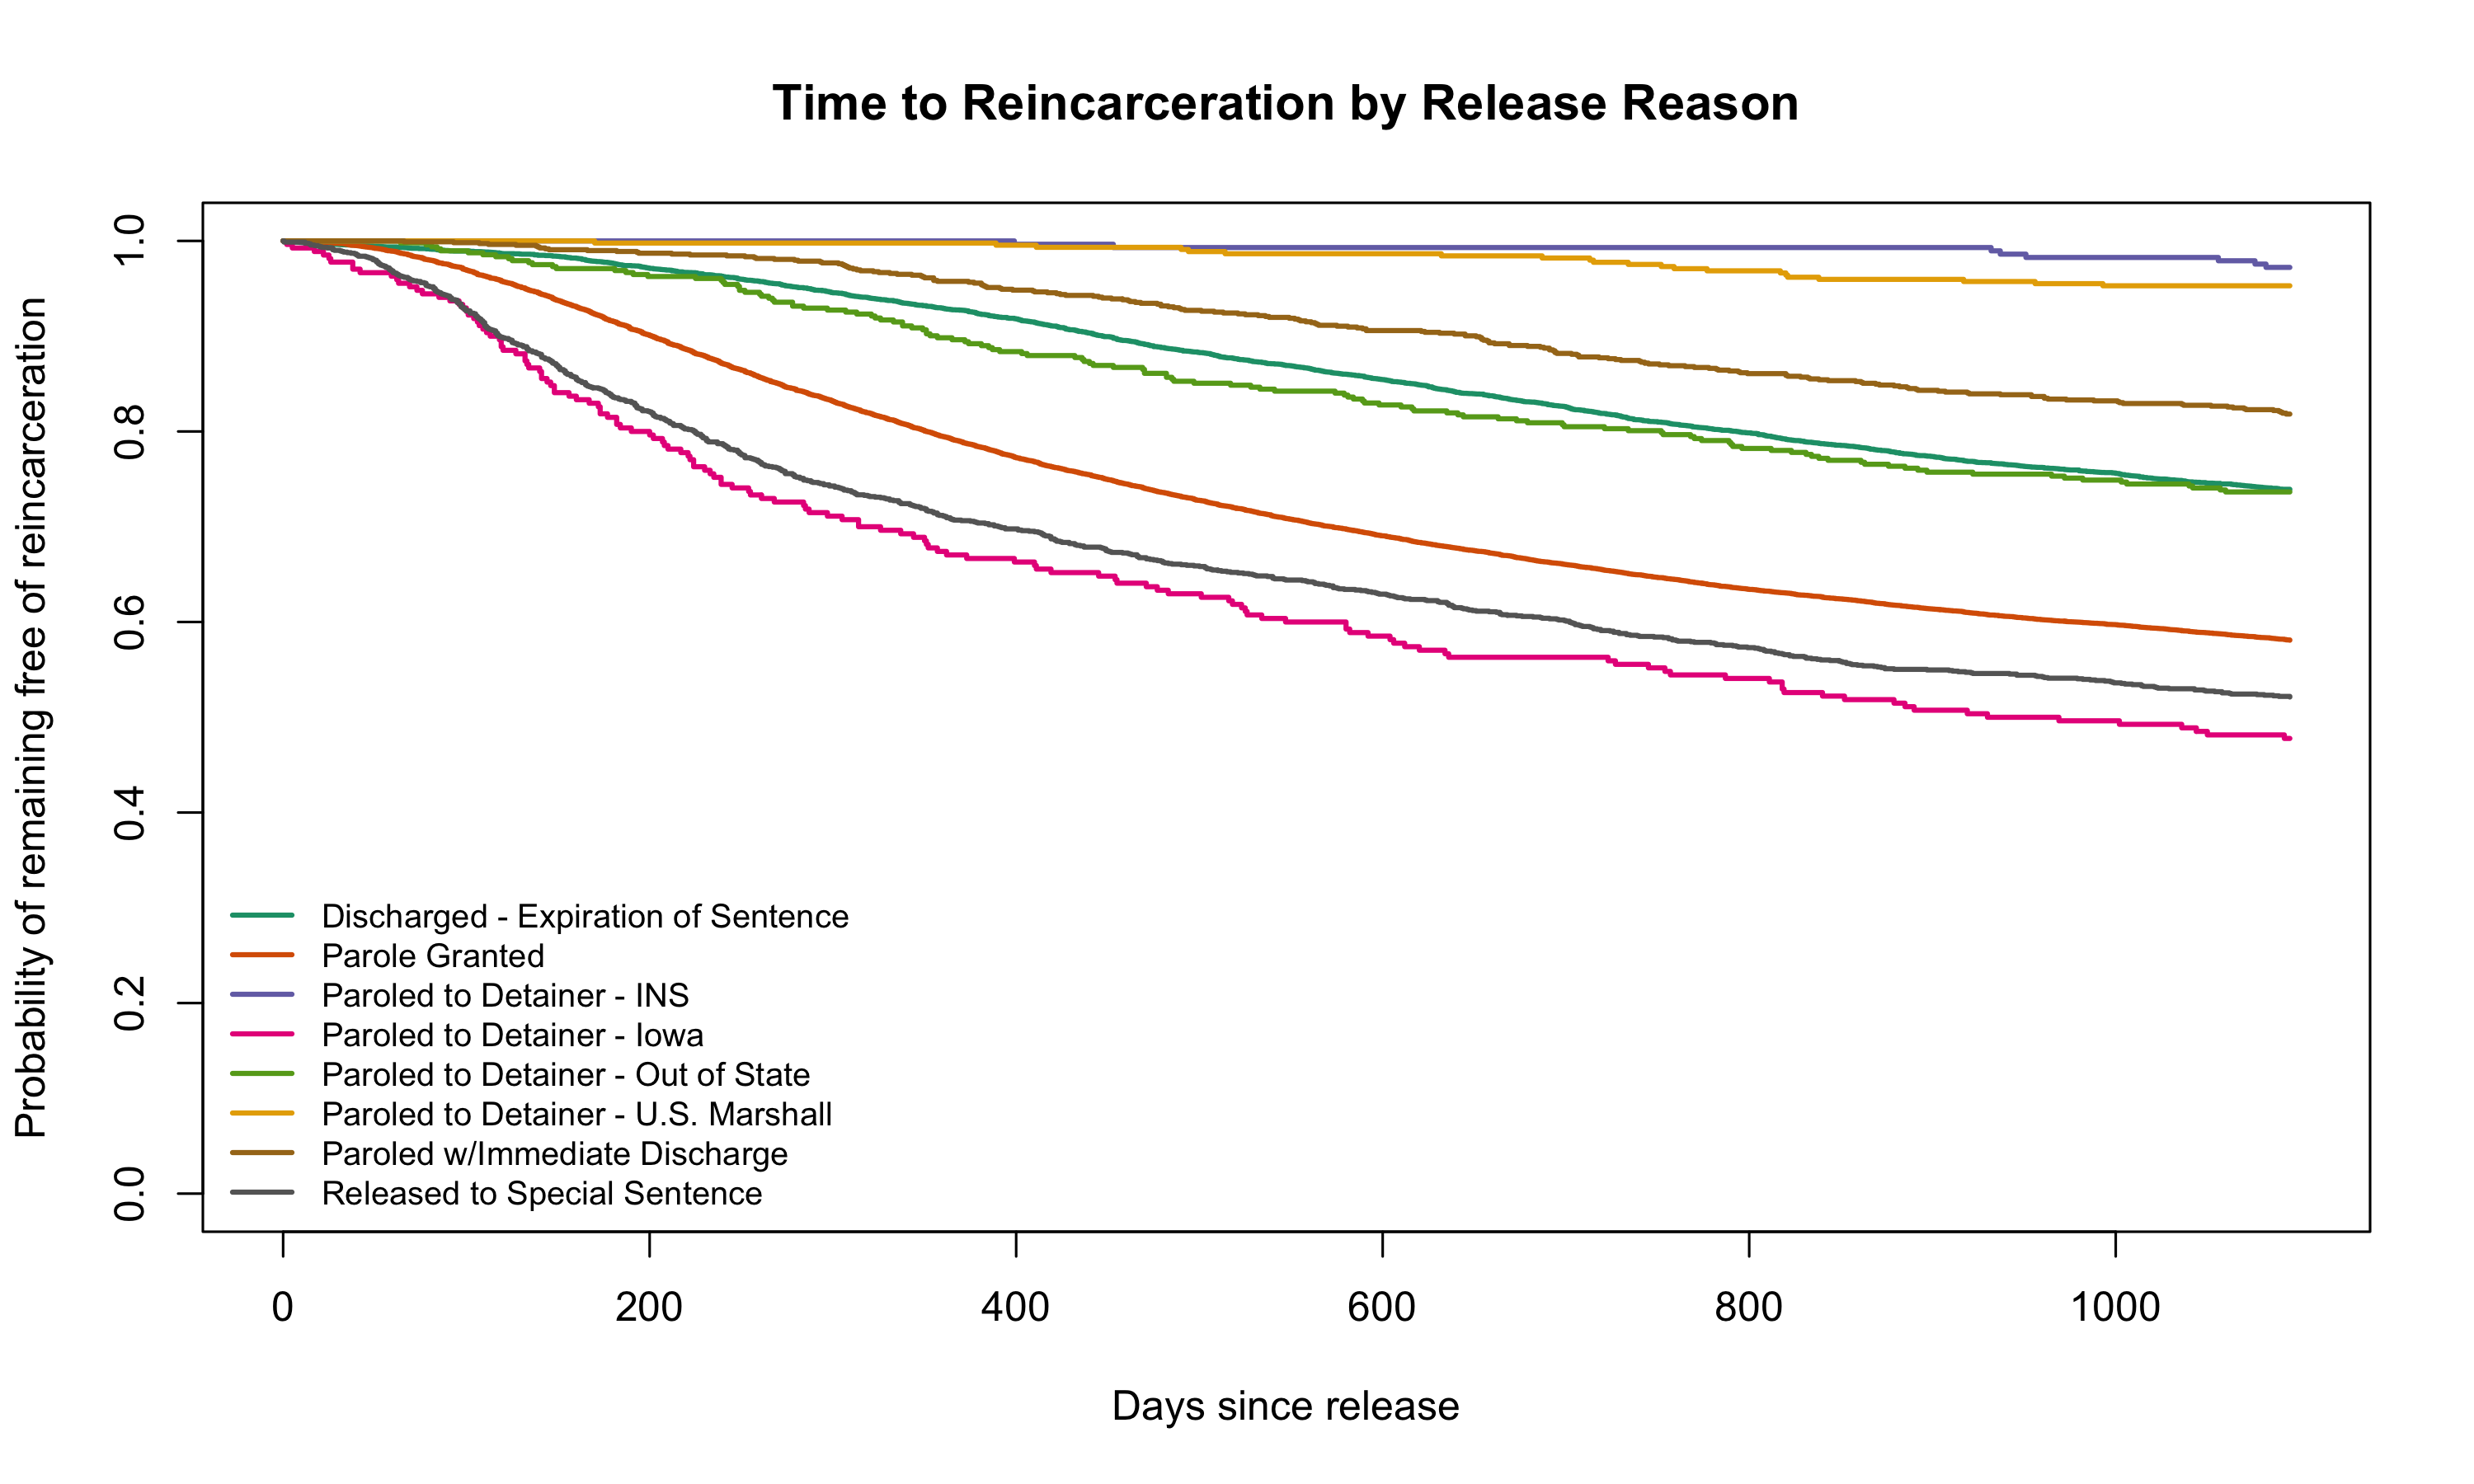 Time to Reincarceration by Release Reason
Probability of remaining free of reincarceration
1.0
0.8
0.6
0.4
0.2
0.0
Discharged - Expiration of Sentence
Parole Granted
Paroled to Detainer - INS
Paroled to Detainer - Iowa
Paroled to Detainer - Out of State
Paroled to Detainer - U.S. Marshall
Paroled w/Immediate Discharge
Released to Special Sentence
0 200 400 600 800 1000
Days since release